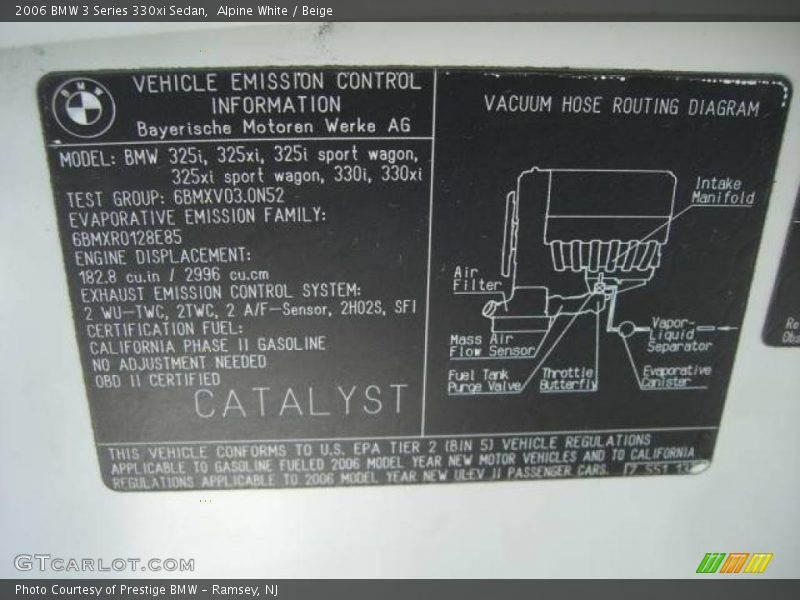 2006 BMW 3 Series 330xi Sedan,  Alpine White / Beige
BMW
VEHICLE EMISSION CONTROL
INFORMATION
Bayerische Motoren Werke AG
MODEL: BMW 325i, 325xi, 325i sport wagon,
325xi sport wagon, 330i, 330xi
TEST GROUP: 6BMXV03.0N52
EVAPORATIVE EMISSION FAMILY:
6BMXR0128E85
ENGINE DISPLACEMENT:
182.8 cu.in / 2996 cu.cm
EXHAUST EMISSION CONTROL SYSTEM:
2 WU-TWC, 2TWC, 2 A/F-Sensor, 2HO2S, SFI
CERTIFICATION FUEL:
CALIFORNIA PHASE II GASOLINE
NO ADJUSTMENT NEEDED
OBD II CERTIFIED
CATALYST
VACUUM HOSE ROUTING DIAGRAM
Intake
Manifold
Air
Filter
Mass Air
Flow Sensor
Vapor-
Liquid
Separator
Fuel Tank
Purge Valve
Throttle
Butterfly
Evaporative
Canister
THIS VEHICLE CONFORMS TO U.S. EPA TIER 2 (BIN 5) VEHICLE REGULATIONS
APPLICABLE TO GASOLINE FUELED 2006 MODEL YEAR NEW MOTOR VEHICLES AND TO CALIFORNIA
REGULATIONS APPLICABLE TO 2006 MODEL YEAR NEW ULEV II PASSENGER CARS.
7 551
Re
Obs
GTCarLot.com
Photo Courtesy of Prestige BMW - Ramsey, NJ